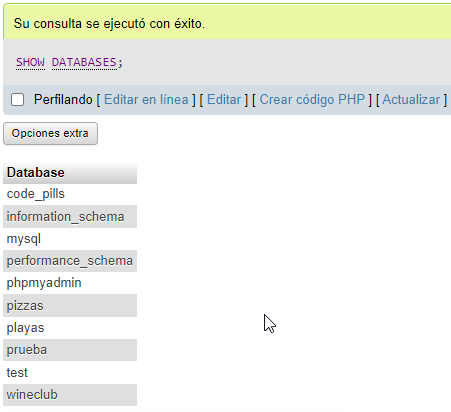 Su consulta se ejecutó con éxito.
SHOW DATABASES;
Perfilando [ Editar en línea ] [ Editar ] [ Crear código PHP ] [ Actualizar ]
Opciones extra
Database
code_pills
information_schema
mysql
performance_schema
phpmyadmin
pizzas
playas
prueba
test
wineclub